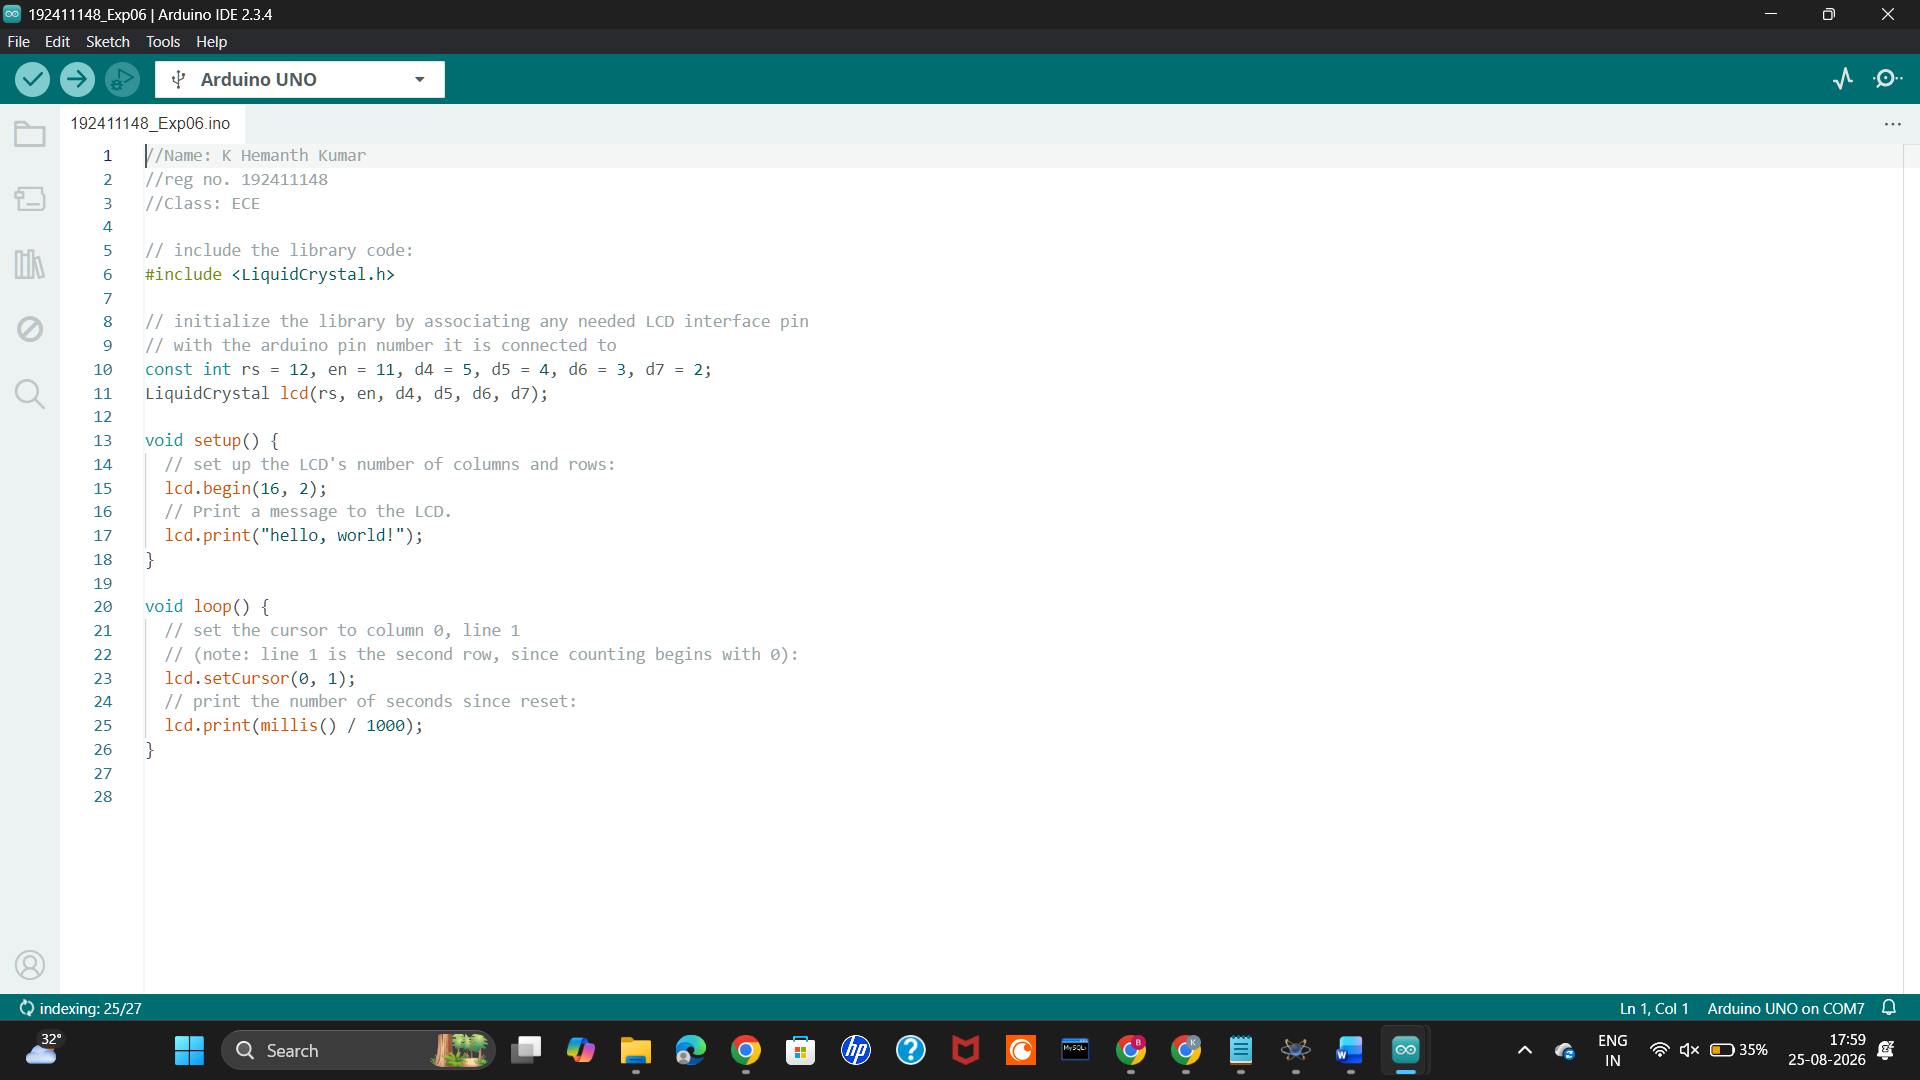 192411148_Exp06 | Arduino IDE 2.3.4
File Edit Sketch Tools Help
Arduino UNO
192411148_Exp06.ino
1 //Name: K Hemanth Kumar
2 //reg no. 192411148
3 //Class: ECE
4
5 // include the library code:
6 #include <LiquidCrystal.h>
7
8 // initialize the library by associating any needed LCD interface pin
9 // with the arduino pin number it is connected to
10 const int rs = 12, en = 11, d4 = 5, d5 = 4, d6 = 3, d7 = 2;
11 LiquidCrystal lcd(rs, en, d4, d5, d6, d7);
12
13 void setup() {
14 // set up the LCD's number of columns and rows:
15 lcd.begin(16, 2);
16 // Print a message to the LCD.
17 lcd.print("hello, world!");
18 }
19
20 void loop() {
21 // set the cursor to column 0, line 1
22 // (note: line 1 is the second row, since counting begins with 0):
23 lcd.setCursor(0, 1);
24 // print the number of seconds since reset:
25 lcd.print(millis() / 1000);
26 }
27
28
indexing: 25/27 Ln 1, Col 1 Arduino UNO on COM7
32° Search hp ? MySQL B K W ENG 35% 17:59
IN 25-08-2026